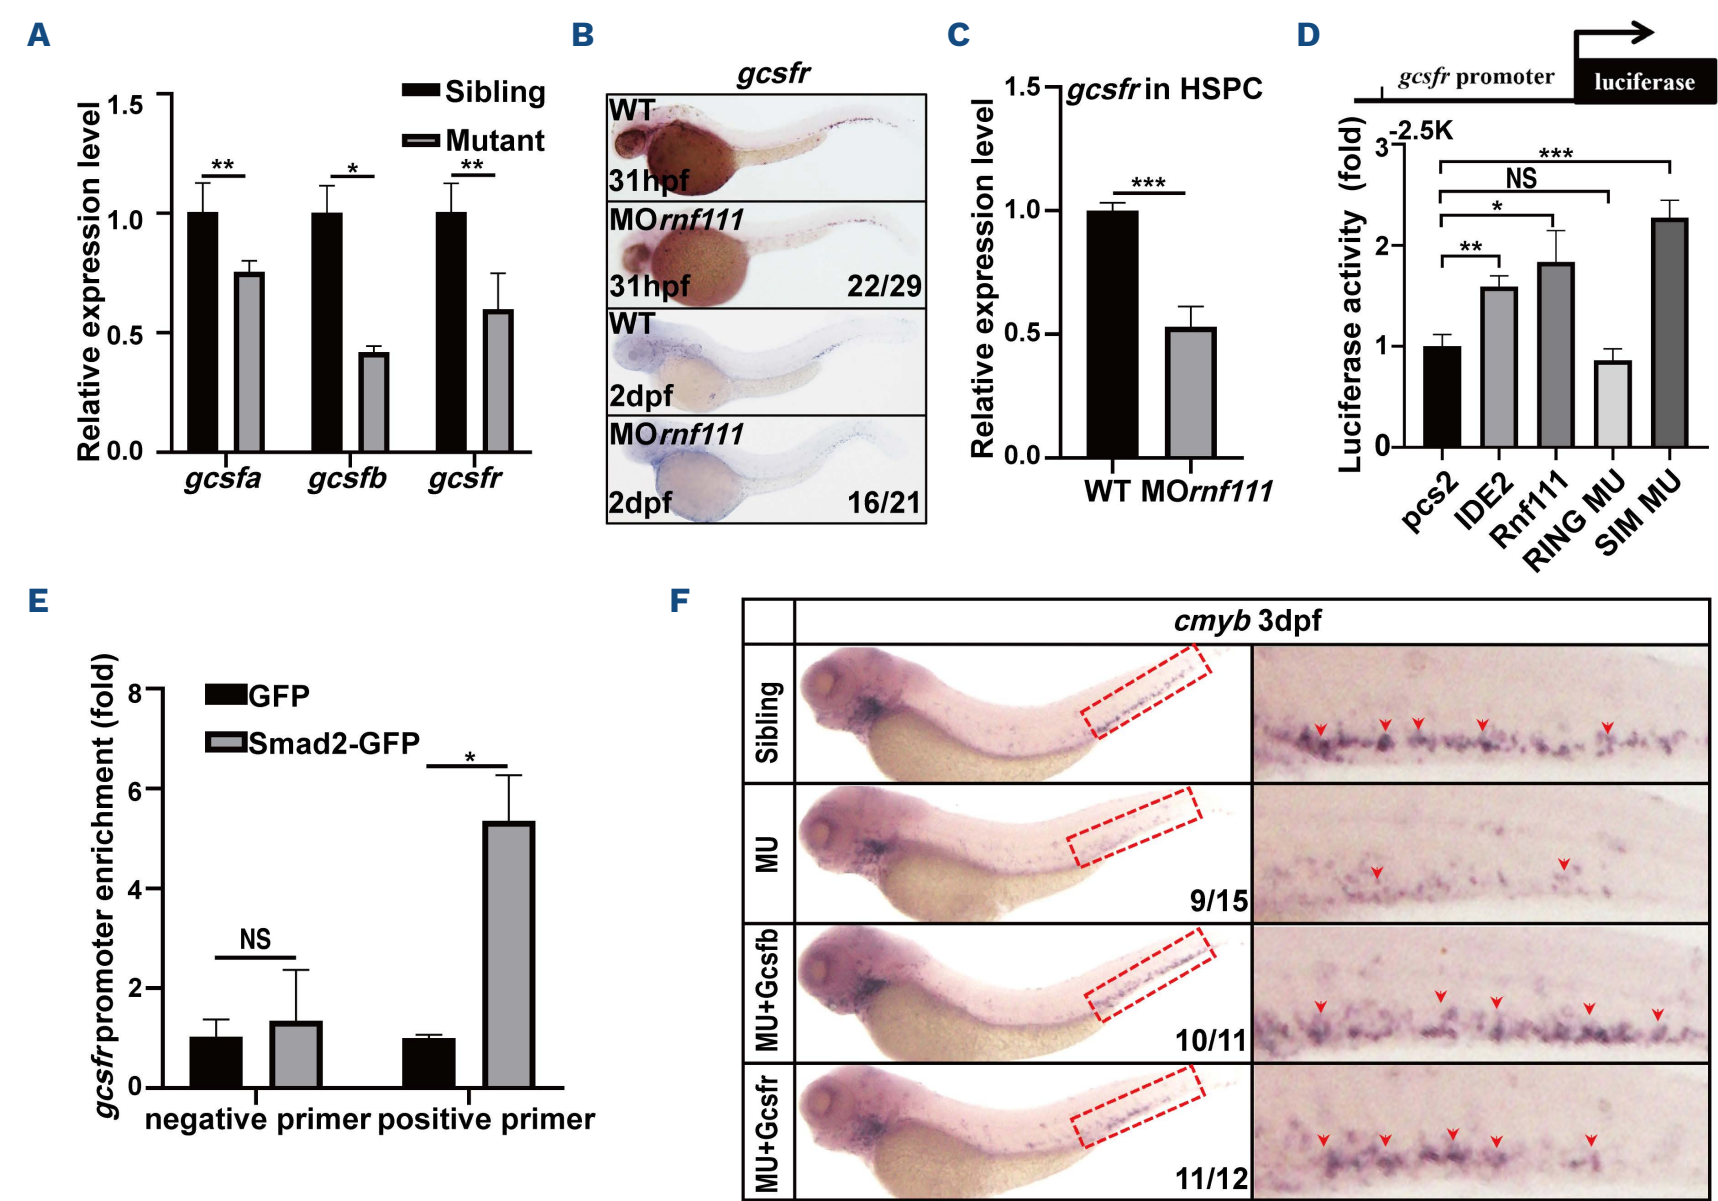 A
Relative expression level
1.5
1.0
0.5
0.0
Sibling
Mutant
**
*
**
gcsfa
gcsfb
gcsfr
B
gcsfr
WT
31hpf
MOrnf111
31hpf
22/29
WT
2dpf
MOrnf111
2dpf
16/21
C
Relative expression level
gcsfr in HSPC
1.5
1.0
0.5
0.0
***
WT
MOrnf111
D
gcsfr promoter
luciferase
-2.5K
Luciferase activity (fold)
3
2
1
0
***
NS
*
**
pcs2
IDE2
Rnf111
RING MU
SIM MU
E
gcsfr promoter enrichment (fold)
8
6
4
2
0
GFP
Smad2-GFP
NS
*
negative primer
positive primer
F
cmyb 3dpf
Sibling
MU
9/15
MU+Gcsfb
10/11
MU+Gcsfr
11/12